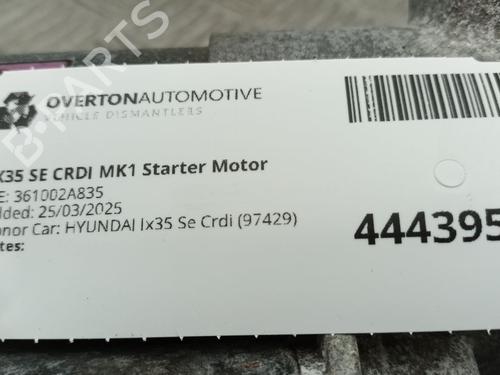 OVERTONAUTOMOTIVE
VEHICLE DISMANTLERS
X35 SE CRDI MK1 Starter Motor
E: 361002A835
dded: 25/03/2025
onor Car: HYUNDAI Ix35 Se Crdi (97429)
tes:
444395
B-PARTS